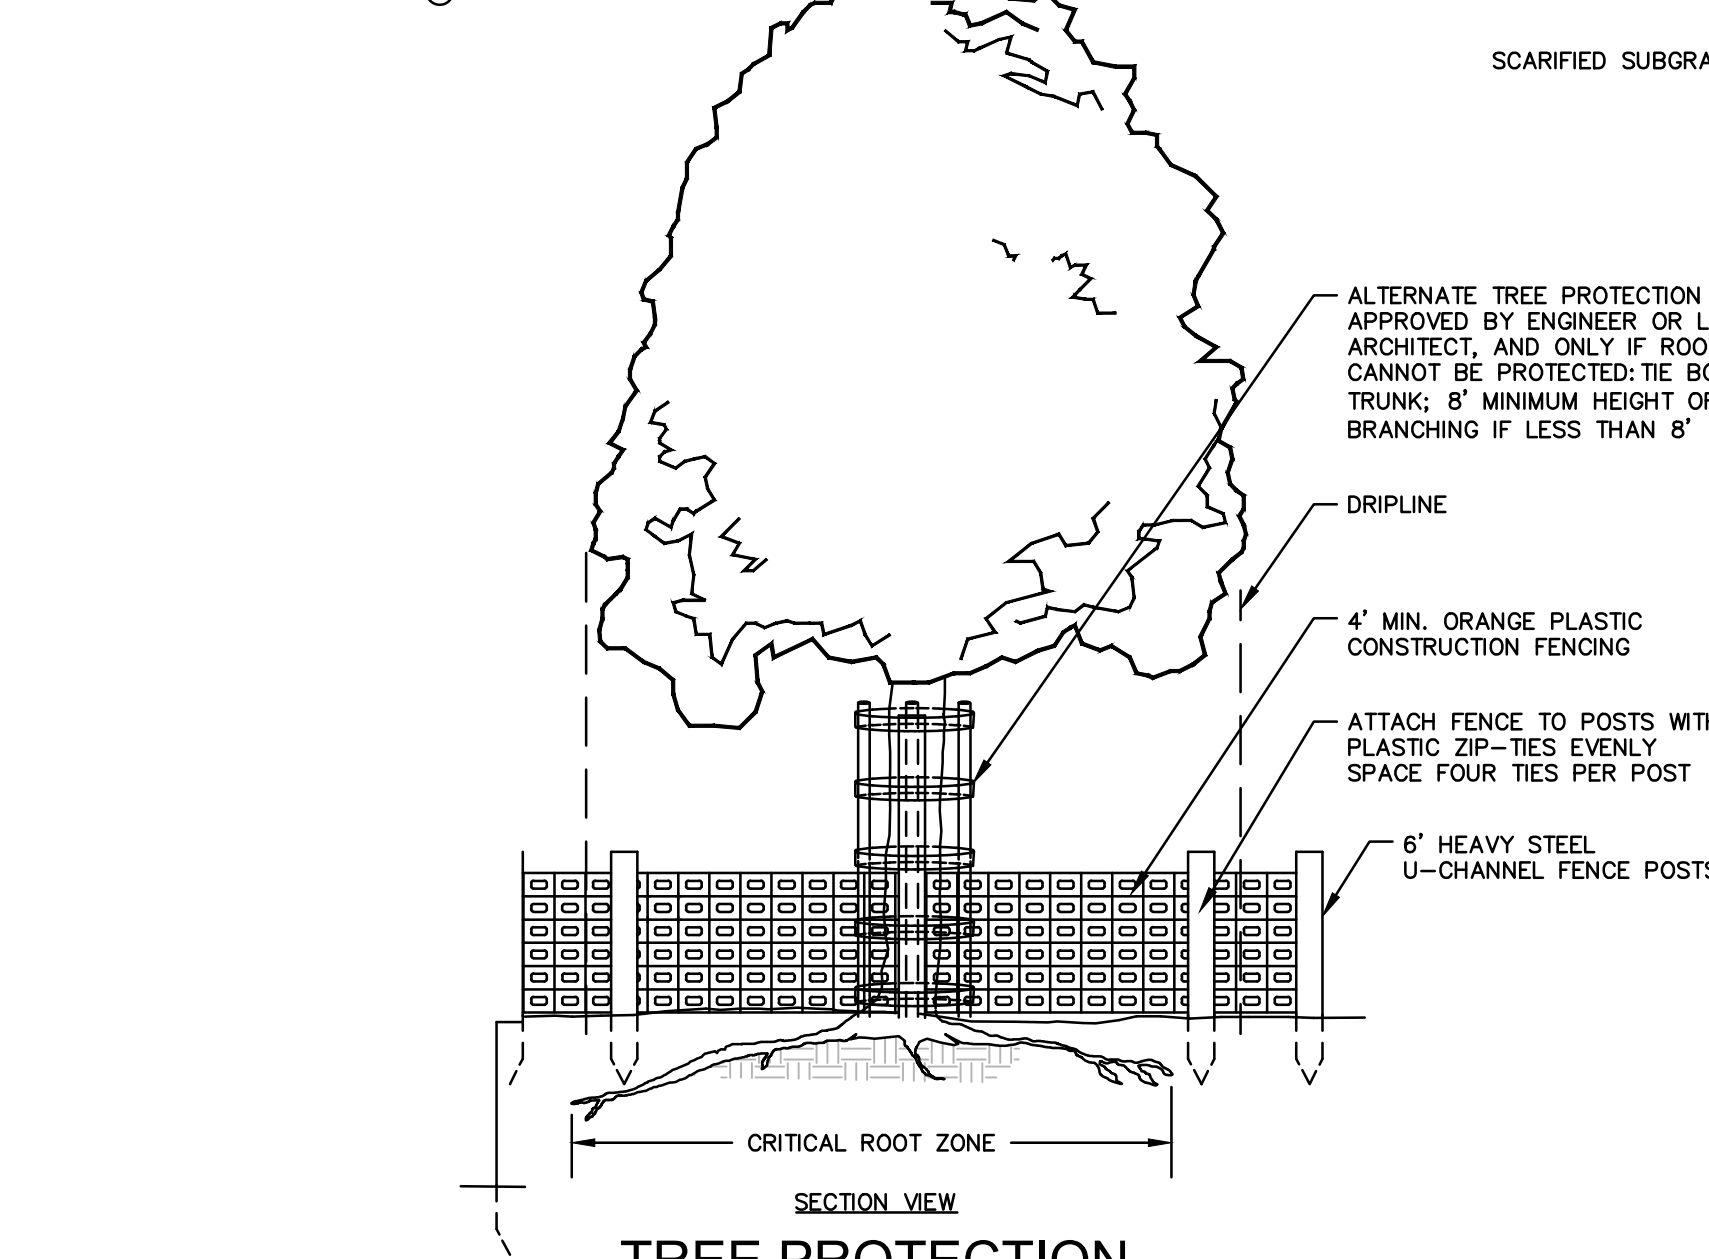 SCARIFIED SUBGRA
ALTERNATE TREE PROTECTION
APPROVED BY ENGINEER OR L
ARCHITECT, AND ONLY IF ROO
CANNOT BE PROTECTED: TIE BO
TRUNK; 8' MINIMUM HEIGHT OF
BRANCHING IF LESS THAN 8'
DRIPLINE
4' MIN. ORANGE PLASTIC
CONSTRUCTION FENCING
ATTACH FENCE TO POSTS WITH
PLASTIC ZIP-TIES EVENLY
SPACE FOUR TIES PER POST
6' HEAVY STEEL
U-CHANNEL FENCE POSTS
CRITICAL ROOT ZONE
SECTION VIEW
TREE PROTECTION